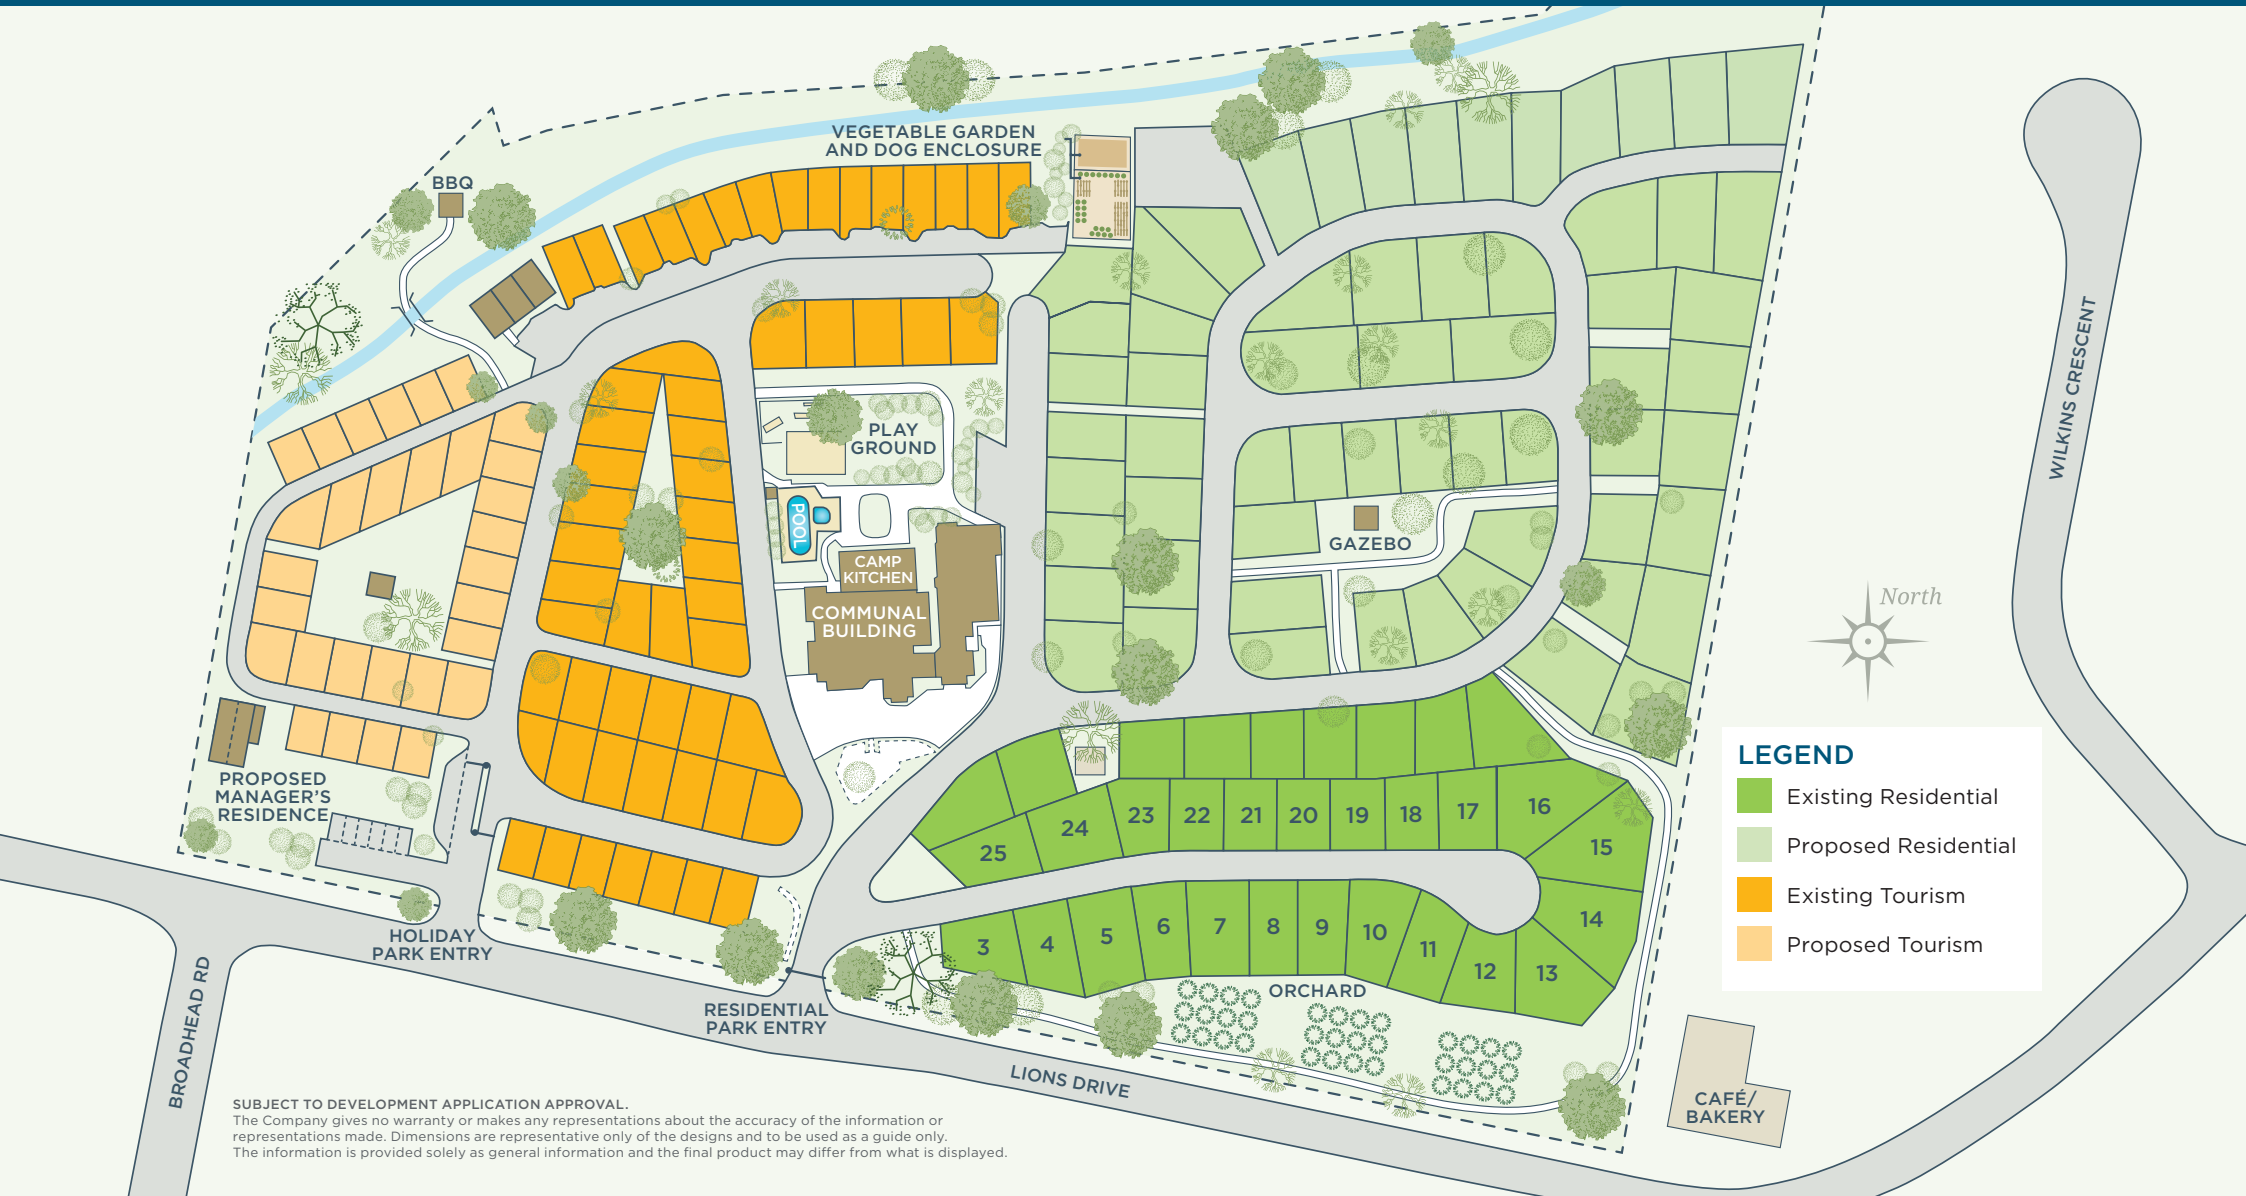 VEGETABLE GARDEN
AND DOG ENCLOSURE
BBQ
PLAY
GROUND
POOL
CAMP
KITCHEN
COMMUNAL
BUILDING
GAZEBO
WILKINS CRESCENT
North
LEGEND
Existing Residential
Proposed Residential
Existing Tourism
Proposed Tourism
PROPOSED
MANAGER'S
RESIDENCE
23 22 21 20 19 18 17 16
24
25
15
14
3 4 5 6 7 8 9 10 11 12 13
HOLIDAY
PARK ENTRY
RESIDENTIAL
PARK ENTRY
ORCHARD
BROADHEAD RD
LIONS DRIVE
CAFÉ/
BAKERY
SUBJECT TO DEVELOPMENT APPLICATION APPROVAL.
The Company gives no warranty or makes any representations about the accuracy of the information or
representations made. Dimensions are representative only of the designs and to be used as a guide only.
The information is provided solely as general information and the final product may differ from what is displayed.